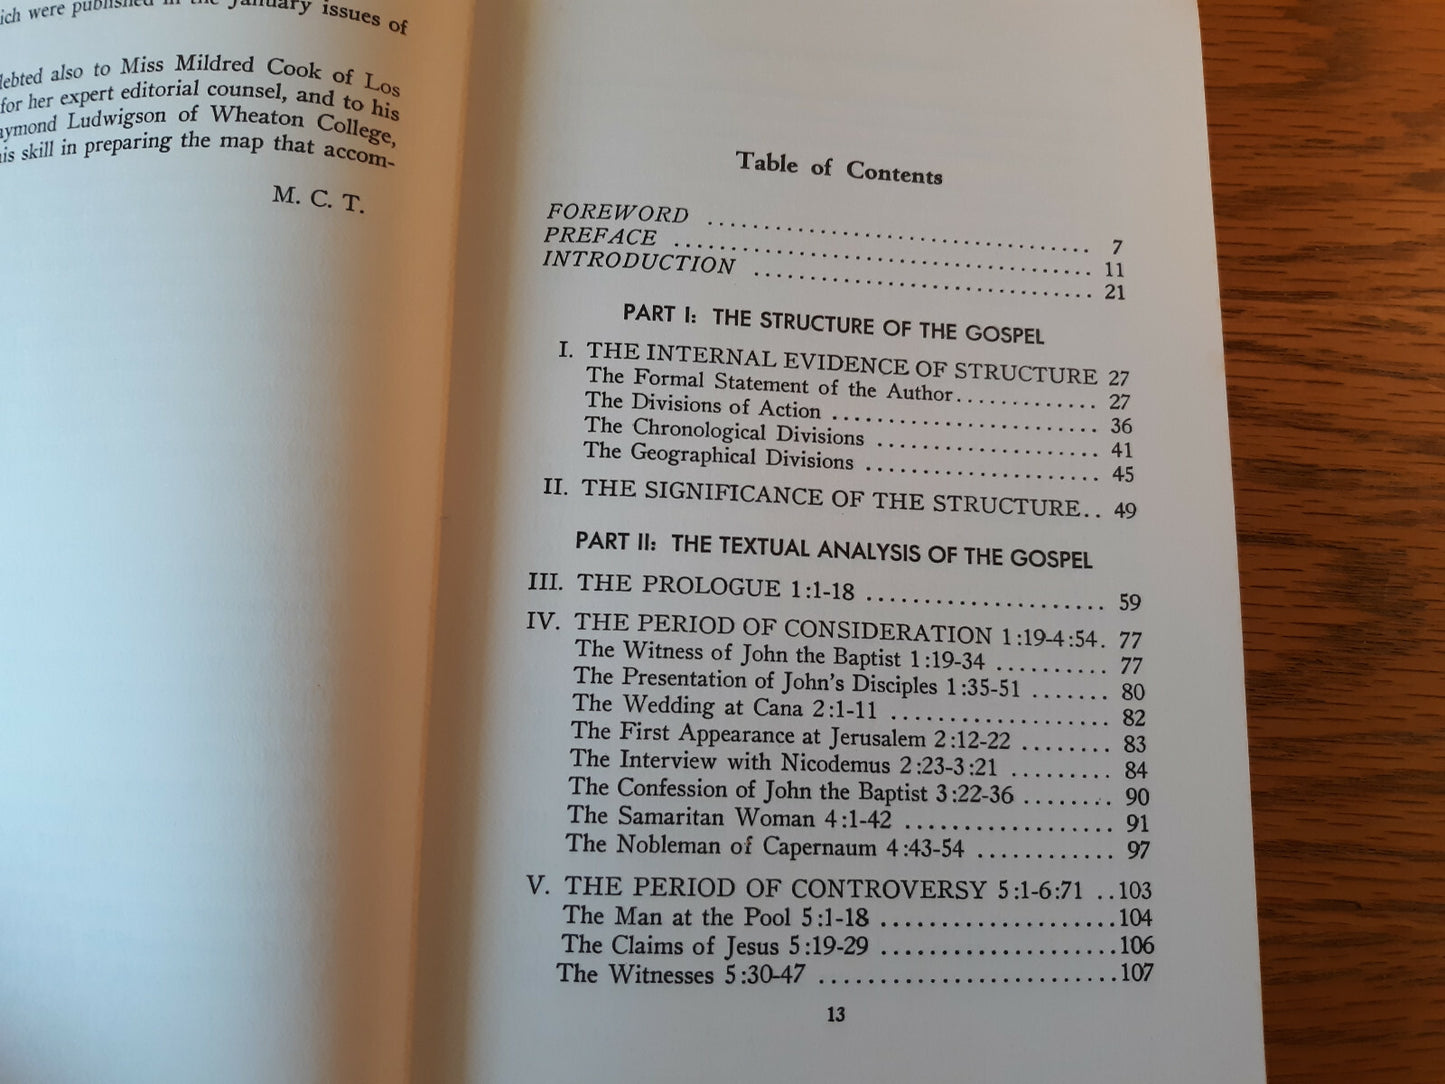 ich were published in the January issues of
lebted also to Miss Mildred Cook of Los
for her expert editorial counsel, and to his
aymond Ludwigson of Wheaton College,
his skill in preparing the map that accom-
M. C. T.
Table of Contents
FOREWORD ................................... 7
PREFACE ..................................... 11
INTRODUCTION .............................. 21
PART I: THE STRUCTURE OF THE GOSPEL
I. THE INTERNAL EVIDENCE OF STRUCTURE 27
The Formal Statement of the Author............. 27
The Divisions of Action ........................ 36
The Chronological Divisions .................... 41
The Geographical Divisions ..................... 45
II. THE SIGNIFICANCE OF THE STRUCTURE.. 49
PART II: THE TEXTUAL ANALYSIS OF THE GOSPEL
III. THE PROLOGUE 1:1-18 ..................... 59
IV. THE PERIOD OF CONSIDERATION 1:19-4:54. 77
The Witness of John the Baptist 1:19-34 .......... 77
The Presentation of John's Disciples 1:35-51 ....... 80
The Wedding at Cana 2:1-11 ................... 82
The First Appearance at Jerusalem 2:12-22 ........ 83
The Interview with Nicodemus 2:23-3:21 ......... 84
The Confession of John the Baptist 3:22-36 ........ 90
The Samaritan Woman 4:1-42 .................. 91
The Nobleman of Capernaum 4:43-54 ............ 97
V. THE PERIOD OF CONTROVERSY 5:1-6:71 ..103
The Man at the Pool 5:1-18 ....................104
The Claims of Jesus 5:19-29 ....................106
The Witnesses 5:30-47 .........................107
13